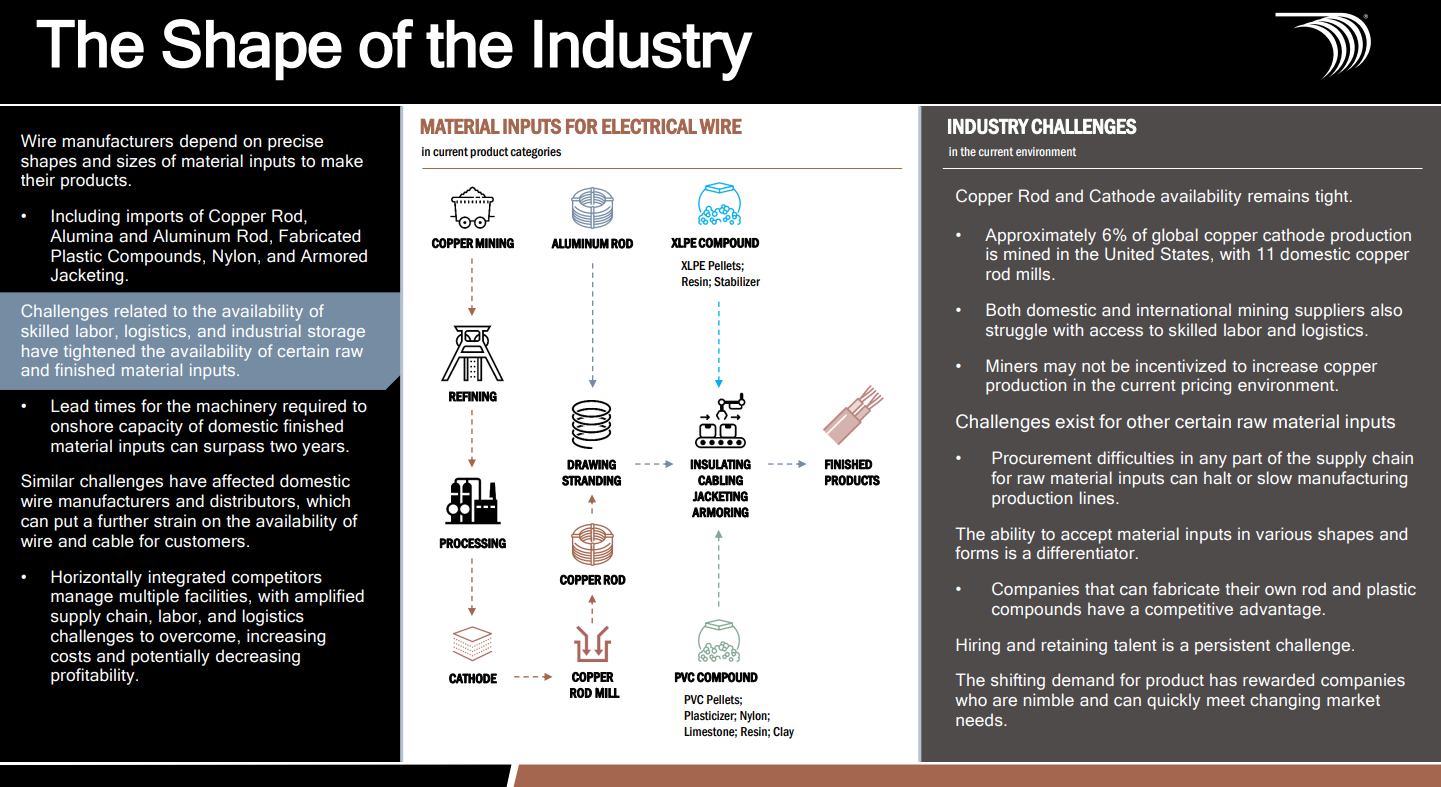 The Shape of the Industry
Wire manufacturers depend on precise
shapes and sizes of material inputs to make
their products.
• Including imports of Copper Rod,
Alumina and Aluminum Rod, Fabricated
Plastic Compounds, Nylon, and Armored
Jacketing.
Challenges related to the availability of
skilled labor, logistics, and industrial storage
have tightened the availability of certain raw
and finished material inputs.
• Lead times for the machinery required to
onshore capacity of domestic finished
material inputs can surpass two years.
Similar challenges have affected domestic
wire manufacturers and distributors, which
can put a further strain on the availability of
wire and cable for customers.
• Horizontally integrated competitors
manage multiple facilities, with amplified
supply chain, labor, and logistics
challenges to overcome, increasing
costs and potentially decreasing
profitability.
MATERIAL INPUTS FOR ELECTRICAL WIRE
in current product categories
COPPER MINING
ALUMINUM ROD
XLPE COMPOUND
XLPE Pellets;
Resin; Stabilizer
REFINING
DRAWING
STRANDING
INSULATING
CABLING
JACKETING
ARMORING
FINISHED
PRODUCTS
PROCESSING
COPPER ROD
CATHODE
COPPER
ROD MILL
PVC COMPOUND
PVC Pellets;
Plasticizer; Nylon;
Limestone; Resin; Clay
INDUSTRY CHALLENGES
in the current environment
Copper Rod and Cathode availability remains tight.
• Approximately 6% of global copper cathode production
is mined in the United States, with 11 domestic copper
rod mills.
• Both domestic and international mining suppliers also
struggle with access to skilled labor and logistics.
• Miners may not be incentivized to increase copper
production in the current pricing environment.
Challenges exist for other certain raw material inputs
• Procurement difficulties in any part of the supply chain
for raw material inputs can halt or slow manufacturing
production lines.
The ability to accept material inputs in various shapes and
forms is a differentiator.
• Companies that can fabricate their own rod and plastic
compounds have a competitive advantage.
Hiring and retaining talent is a persistent challenge.
The shifting demand for product has rewarded companies
who are nimble and can quickly meet changing market
needs.